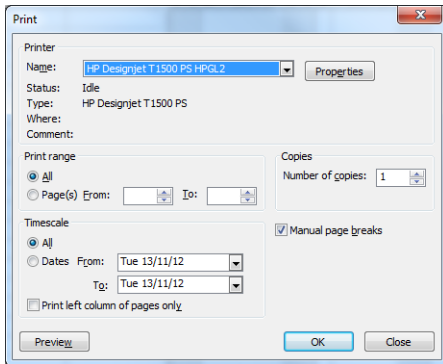 Print
Printer
Name: HP Designjet T1500 PS HPGL2 Properties
Status: Idle
Type: HP Designjet T1500 PS
Where:
Comment:
Print range
All
Page(s) From: To:
Copies
Number of copies: 1
Timescale
All
Dates From: Tue 13/11/12
To: Tue 13/11/12
Print left column of pages only
Manual page breaks
Preview OK Close